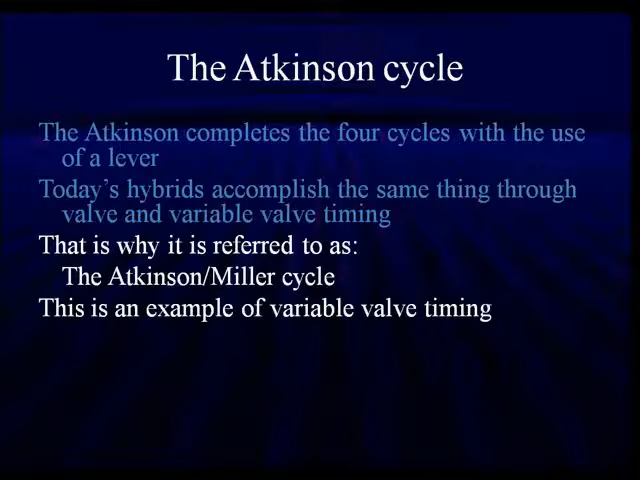 The Atkinson cycle
The Atkinson completes the four cycles with the use
of a lever
Today's hybrids accomplish the same thing through
valve and variable valve timing
That is why it is referred to as:
The Atkinson/Miller cycle
This is an example of variable valve timing